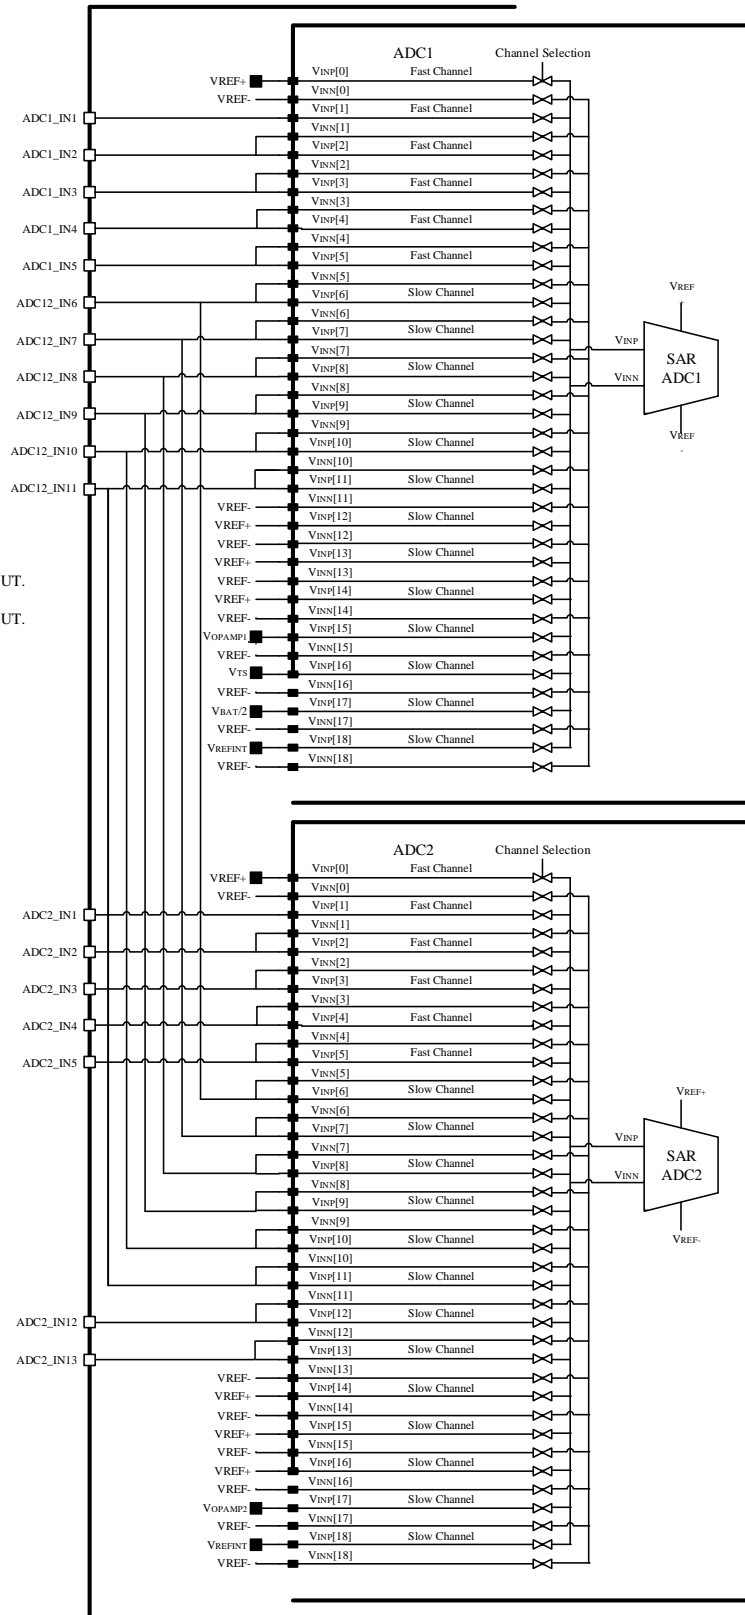 ADC1 Channel Selection
VINP[0] Fast Channel
VREF+
VINN[0]
VREF-
VINP[1] Fast Channel
ADC1_IN1
VINN[1]
VINP[2] Fast Channel
ADC1_IN2
VINN[2]
VINP[3] Fast Channel
ADC1_IN3
VINN[3]
VINP[4] Fast Channel
ADC1_IN4
VINN[4]
VINP[5] Fast Channel
ADC1_IN5
VINN[5]
VINP[6] Slow Channel
ADC12_IN6
VINN[6]
VINP[7] Slow Channel
ADC12_IN7
VINN[7]
VINP[8] Slow Channel
ADC12_IN8
VINN[8]
VINP[9] Slow Channel
ADC12_IN9
VINN[9]
VINP[10] Slow Channel
ADC12_IN10
VINN[10]
VINP[11] Slow Channel
ADC12_IN11
VINN[11]
VREF-
VINP[12] Slow Channel
VREF+
VINN[12]
VREF-
VINP[13] Slow Channel
VREF+
VINN[13]
VREF-
UT.
VINP[14] Slow Channel
VREF+
VINN[14]
VREF-
UT.
VINP[15] Slow Channel
VOPAMP1
VINN[15]
VREF-
VINP[16] Slow Channel
VTS
VINN[16]
VREF-
VINP[17] Slow Channel
VBAT/2
VINN[17]
VREF-
VINP[18] Slow Channel
VREFINT
VINN[18]
VREF-
VREF
VINP
SAR
ADC1
VINN
VREF
-
ADC2 Channel Selection
VINP[0] Fast Channel
VREF+
VINN[0]
VREF-
VINP[1] Fast Channel
ADC2_IN1
VINN[1]
VINP[2] Fast Channel
ADC2_IN2
VINN[2]
VINP[3] Fast Channel
ADC2_IN3
VINN[3]
VINP[4] Fast Channel
ADC2_IN4
VINN[4]
VINP[5] Fast Channel
ADC2_IN5
VINN[5]
VINP[6] Slow Channel
VINN[6]
VINP[7] Slow Channel
VINN[7]
VINP[8] Slow Channel
VINN[8]
VINP[9] Slow Channel
VINN[9]
VINP[10] Slow Channel
VINN[10]
VINP[11] Slow Channel
VINN[11]
VINP[12] Slow Channel
ADC2_IN12
VINN[12]
VINP[13] Slow Channel
ADC2_IN13
VINN[13]
VREF-
VINP[14] Slow Channel
VREF+
VINN[14]
VREF-
VINP[15] Slow Channel
VREF+
VINN[15]
VREF-
VINP[16] Slow Channel
VREF+
VINN[16]
VREF-
VINP[17] Slow Channel
VOPAMP2
VINN[17]
VREF-
VINP[18] Slow Channel
VREFINT
VINN[18]
VREF-
VREF+
VINP
SAR
ADC2
VINN
VREF-